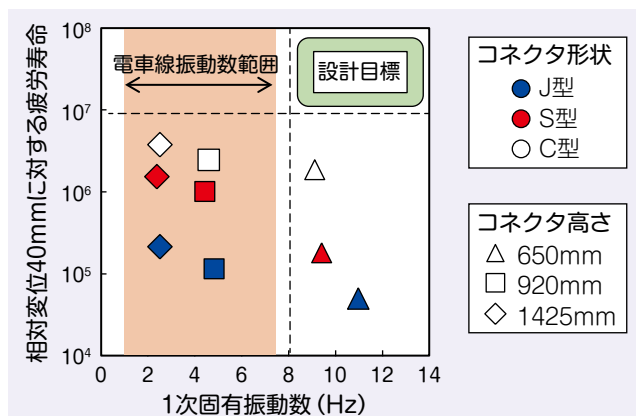 相対変位40mmに対する疲労寿命
10⁸
10⁷
10⁶
10⁵
10⁴
電車線振動数範囲
設計目標
0 2 4 6 8 10 12 14
1次固有振動数 (Hz)
コネクタ形状
J型
S型
C型
コネクタ高さ
650mm
920mm
1425mm